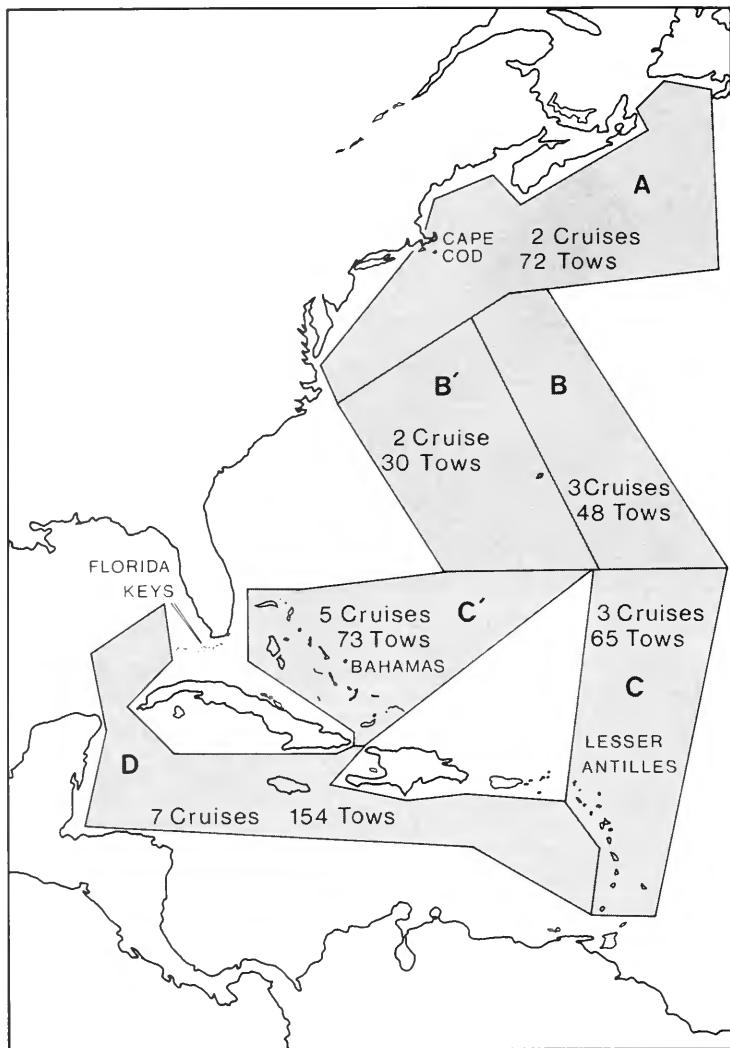 A
CAPE
COD
2 Cruises
72 Tows
B´
B
2 Cruise
30 Tows
3Cruises
48 Tows
FLORIDA
KEYS
5 Cruises
73 Tows
C´
BAHAMAS
3 Cruises
65 Tows
C
LESSER
ANTILLES
D
7 Cruises 154 Tows